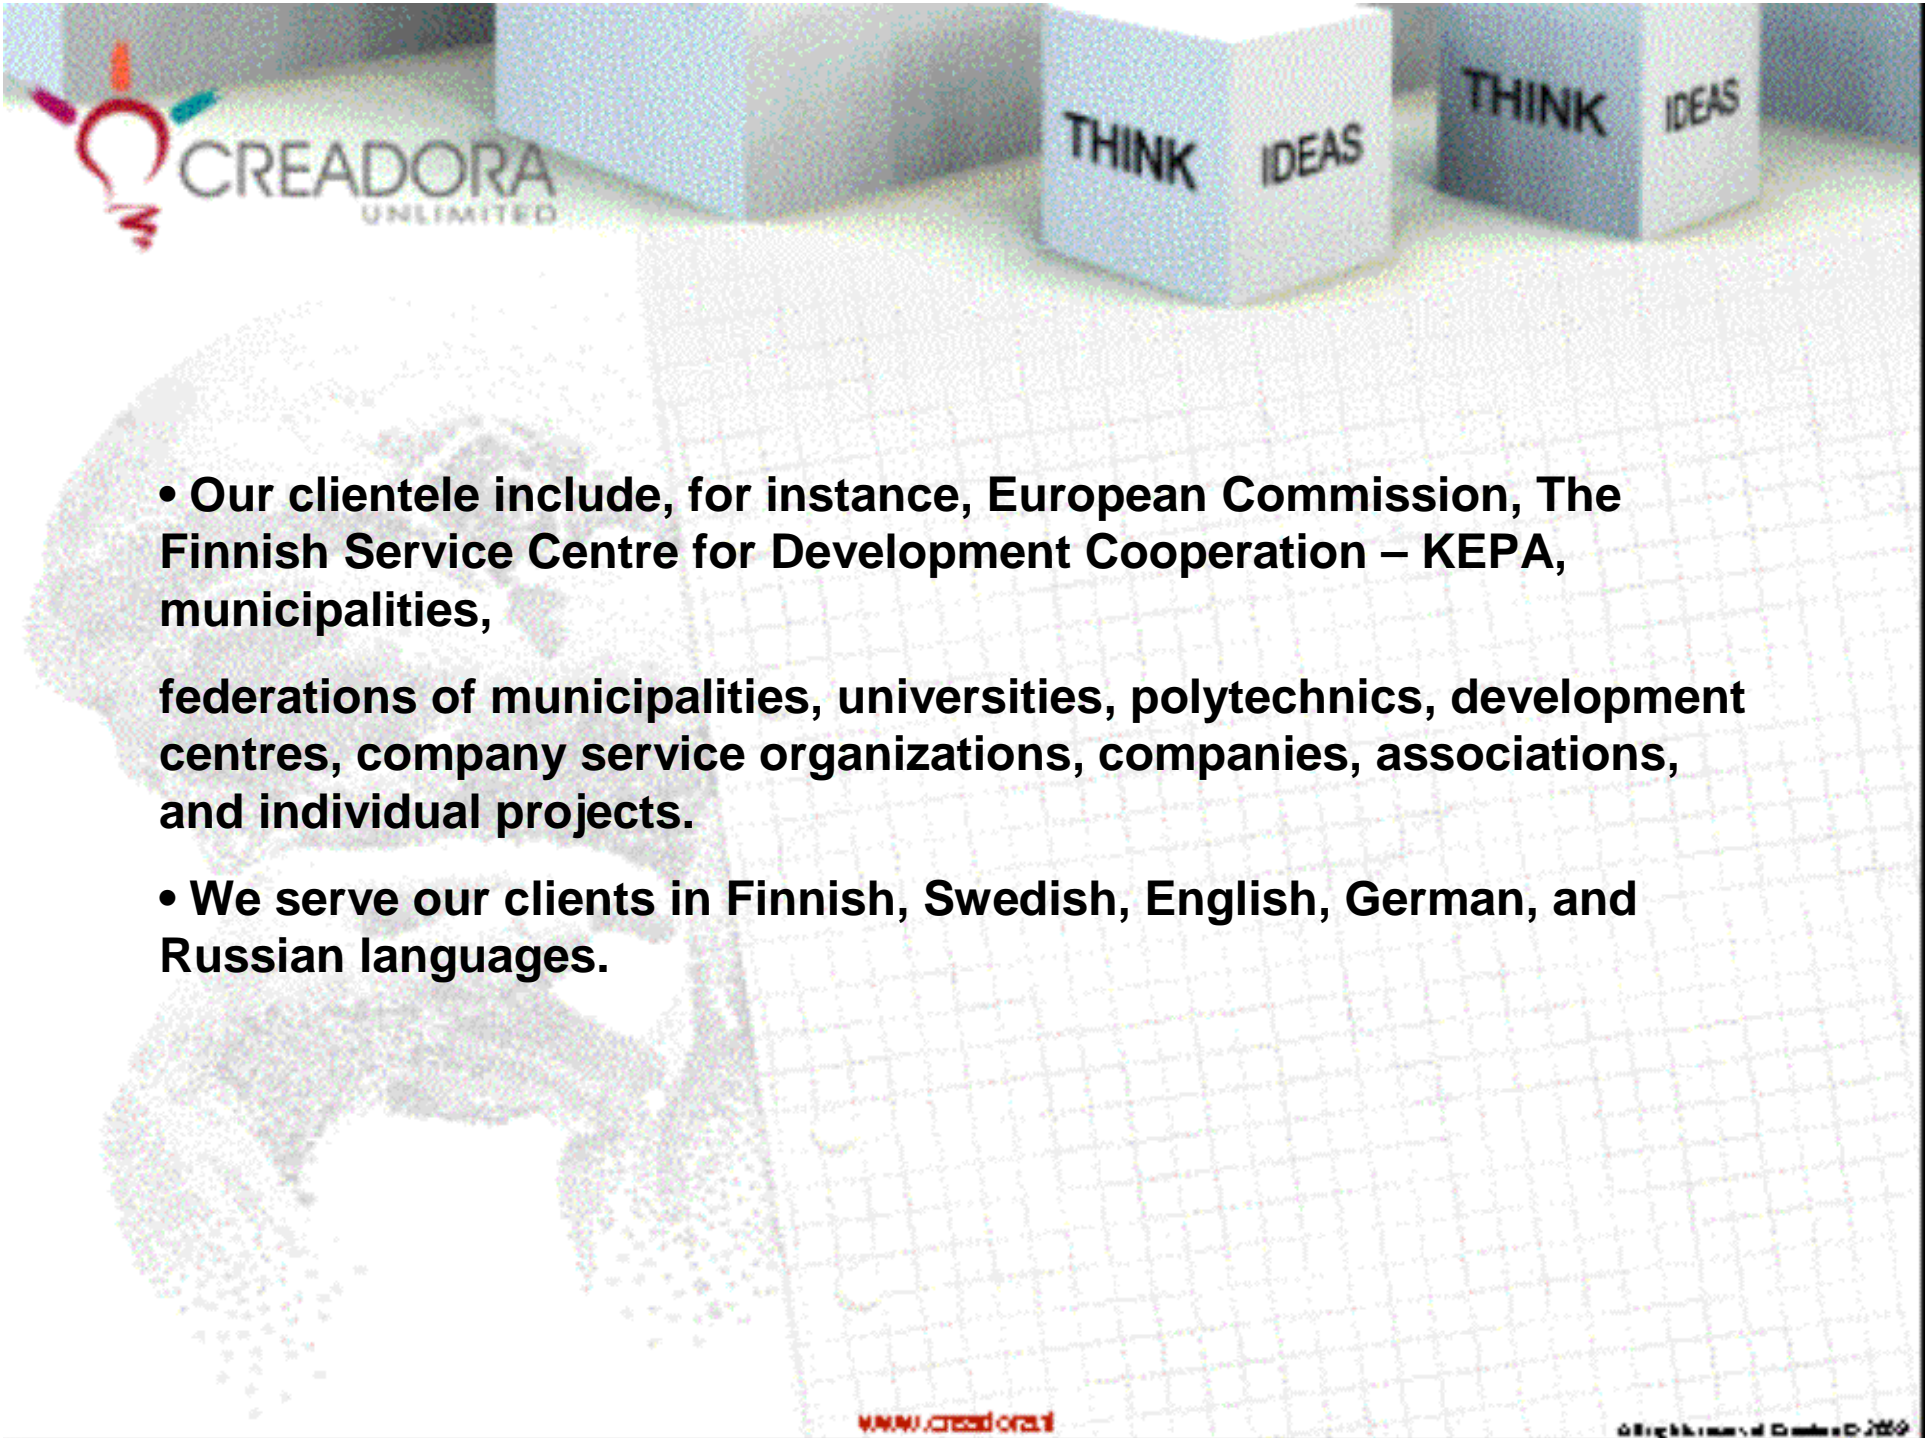 THINK IDEAS
THINK IDEAS
CREADORA
UNLIMITED
• Our clientele include, for instance, European Commission, The
Finnish Service Centre for Development Cooperation – KEPA,
municipalities,
federations of municipalities, universities, polytechnics, development
centres, company service organizations, companies, associations,
and individual projects.
• We serve our clients in Finnish, Swedish, English, German, and
Russian languages.